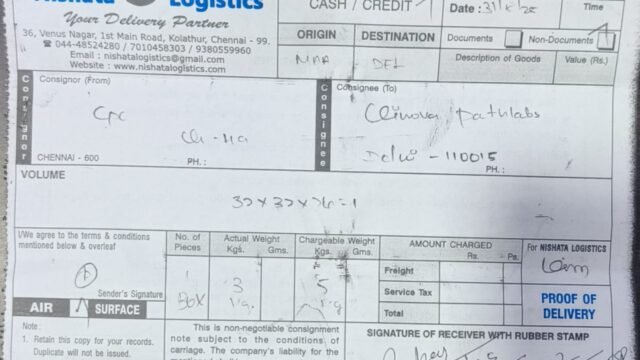 Nishata Logistics
Your Delivery Partner
36, Venus Nagar, 1st Main Road, Kolathur, Chennai - 99.
044-48524280 / 7010458303 / 9380559960
Email : nishatalogistics@gmail.com
Website : www.nishatalogistics.com
CASH / CREDIT
Date : 31/ /25
Time
ORIGIN
DESTINATION
Documents
Non-Documents
MAA
DEL
Description of Goods
Value (Rs.)
Consignor
Consignor (From)
CPC
CHENNAI - 600
PH. :
Consignee
Consignee (To)
Clinova Pathlabs
Delhi - 110015
PH. :
VOLUME
I/We agree to the terms & conditions
mentioned below & overleaf
Sender's Signature
AIR
SURFACE
No. of
Pieces
1
BOX
Actual Weight
Kgs. Gms.
3
kg.
Chargeable Weight
Kgs. Gms.
5
kg
AMOUNT CHARGED
Rs. Ps.
Freight
Service Tax
Total
For NISHATA LOGISTICS
PROOF OF
DELIVERY
Note :
1. Retain this copy for your records.
Duplicate will not be issued.
This is non-negotiable consignment
note subject to the conditions of
carriage. The company's liability for the
SIGNATURE OF RECEIVER WITH RUBBER STAMP